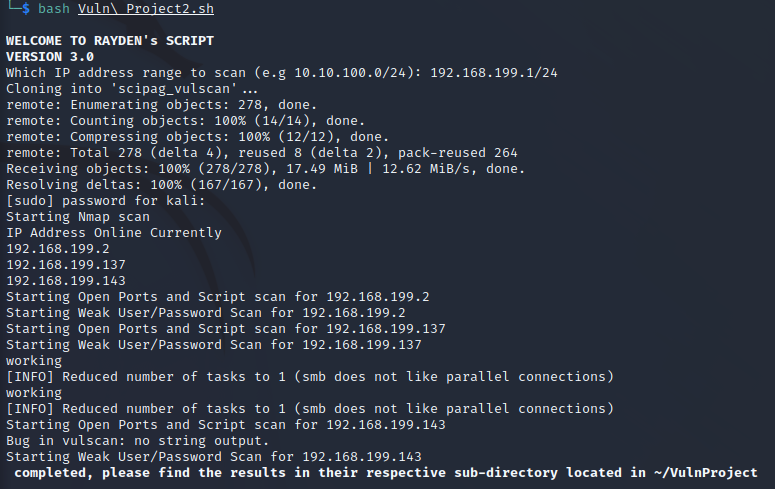 └─$ bash Vuln\ Project2.sh
WELCOME TO RAYDEN's SCRIPT
VERSION 3.0
Which IP address range to scan (e.g 10.10.100.0/24): 192.168.199.1/24
Cloning into 'scipag_vulscan'...
remote: Enumerating objects: 278, done.
remote: Counting objects: 100% (14/14), done.
remote: Compressing objects: 100% (12/12), done.
remote: Total 278 (delta 4), reused 8 (delta 2), pack-reused 264
Receiving objects: 100% (278/278), 17.49 MiB | 12.62 MiB/s, done.
Resolving deltas: 100% (167/167), done.
[sudo] password for kali:
Starting Nmap scan
IP Address Online Currently
192.168.199.2
192.168.199.137
192.168.199.143
Starting Open Ports and Script scan for 192.168.199.2
Starting Weak User/Password Scan for 192.168.199.2
Starting Open Ports and Script scan for 192.168.199.137
Starting Weak User/Password Scan for 192.168.199.137
working
[INFO] Reduced number of tasks to 1 (smb does not like parallel connections)
working
[INFO] Reduced number of tasks to 1 (smb does not like parallel connections)
Starting Open Ports and Script scan for 192.168.199.143
Bug in vulscan: no string output.
Starting Weak User/Password Scan for 192.168.199.143
completed, please find the results in their respective sub-directory located in ~/VulnProject